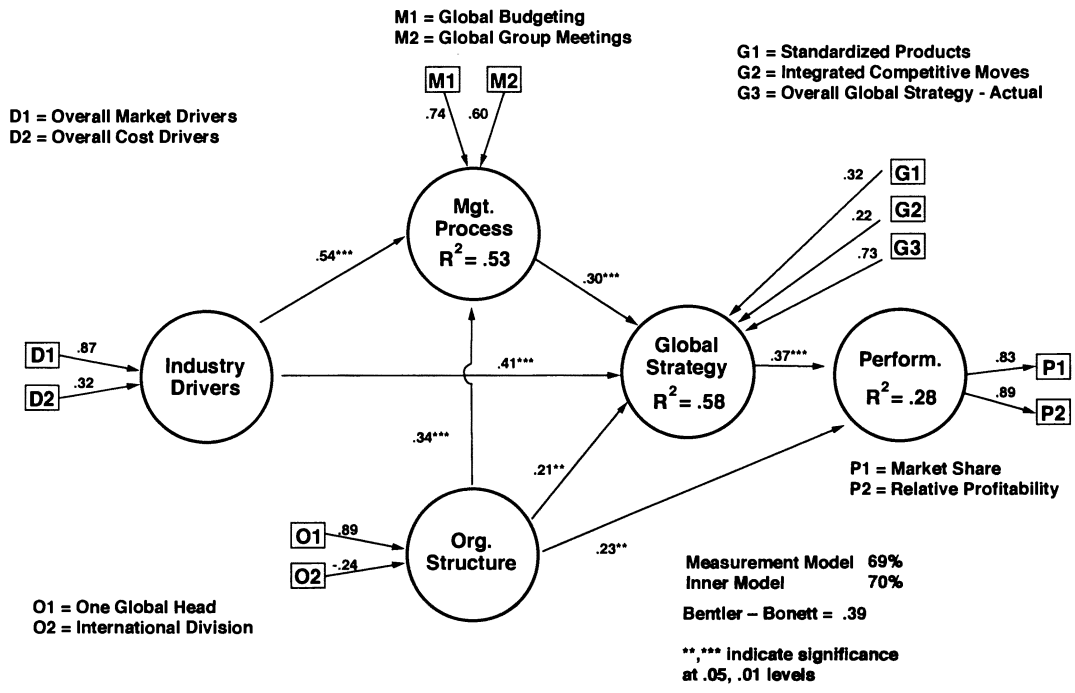 M1 = Global Budgeting
M2 = Global Group Meetings
G1 = Standardized Products
G2 = Integrated Competitive Moves
G3 = Overall Global Strategy - Actual
D1 = Overall Market Drivers
D2 = Overall Cost Drivers
M1
M2
.74
.60
Mgt.
Process
R² = .53
.32
G1
.22
G2
.73
G3
.54***
.30***
D1
.87
D2
.32
Industry
Drivers
.41***
Global
Strategy
R² = .58
.37***
Perform.
R² = .28
.83
P1
.89
P2
.34***
.21**
.23**
P1 = Market Share
P2 = Relative Profitability
O1
.89
O2
-.24
Org.
Structure
O1 = One Global Head
O2 = International Division
Measurement Model 69%
Inner Model 70%
Bentler – Bonett = .39
**,*** indicate significance
at .05, .01 levels